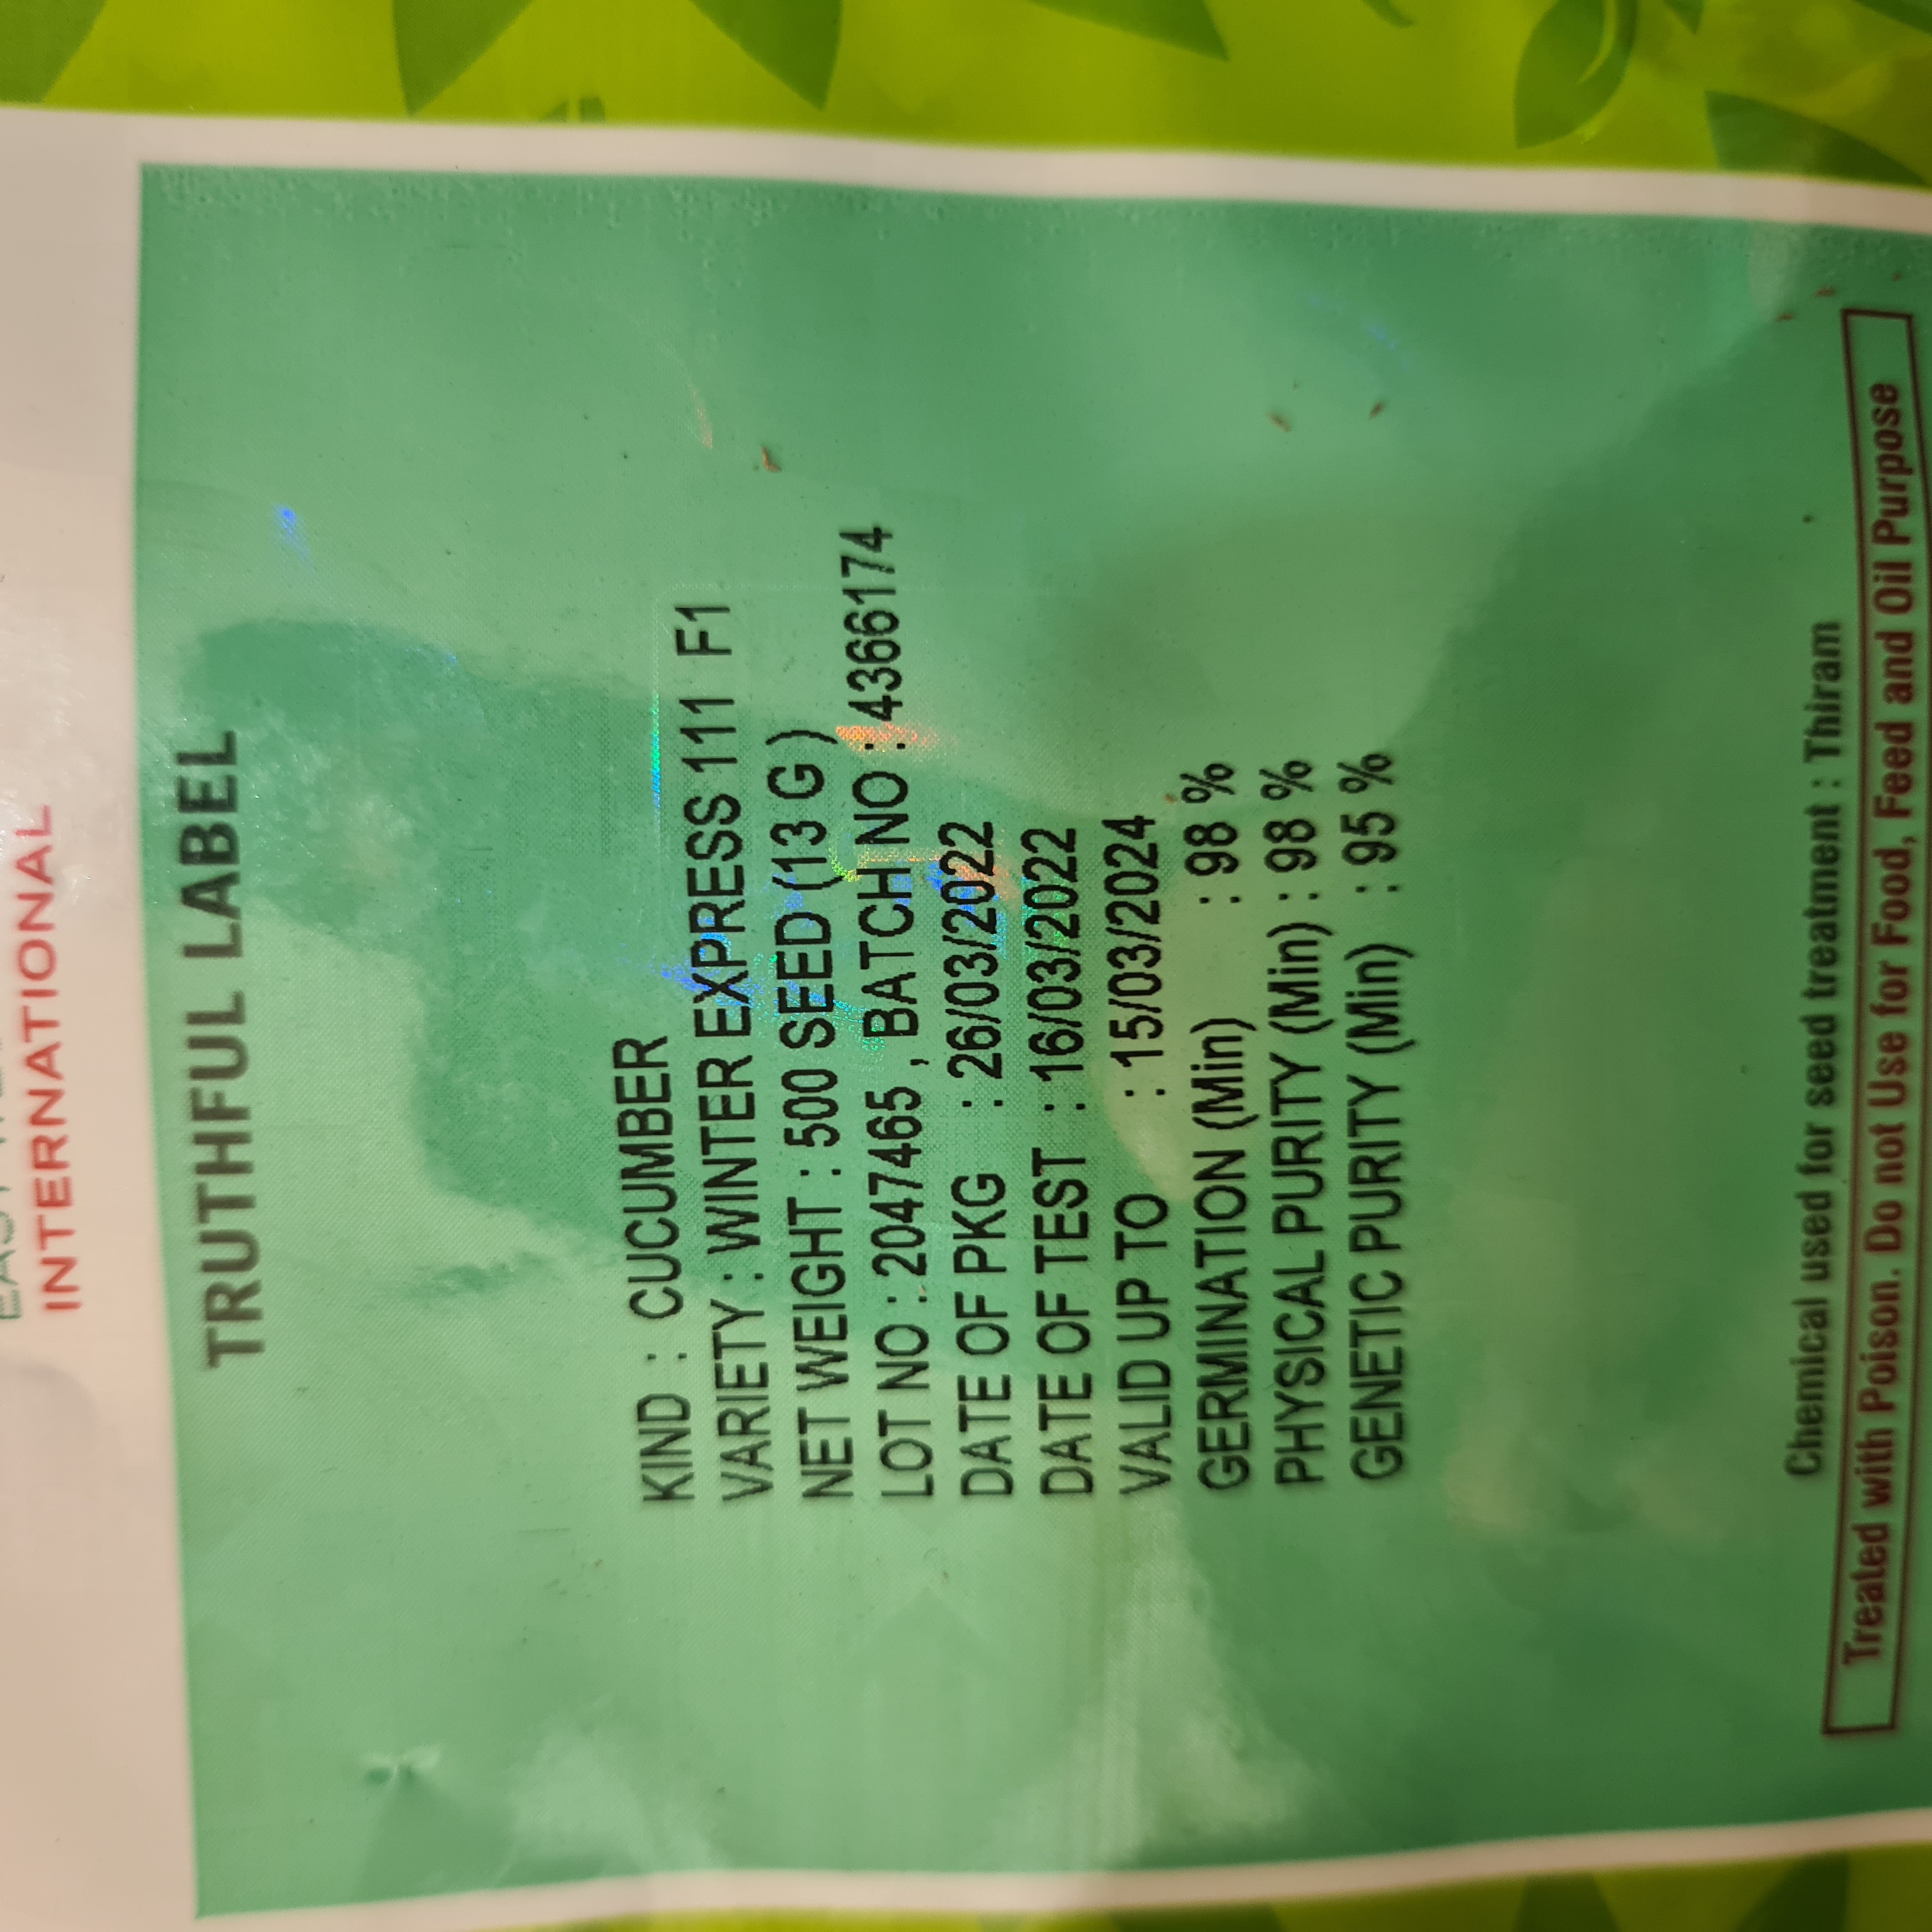 INTERNATIONAL
TRUTHFUL LABEL
KIND : CUCUMBER
VARIETY : WINTER EXPRESS 111 F1
NET WEIGHT : 500 SEED (13 G )
LOT NO : 2047465 , BATCH NO : 4366174
DATE OF PKG : 26/03/2022
DATE OF TEST : 16/03/2022
VALID UP TO : 15/03/2024
GERMINATION (Min) : 98 %
PHYSICAL PURITY (Min) : 98 %
GENETIC PURITY (Min) : 95 %
Chemical used for seed treatment : Thiram
Treated with Poison. Do not Use for Food, Feed and Oil Purpose